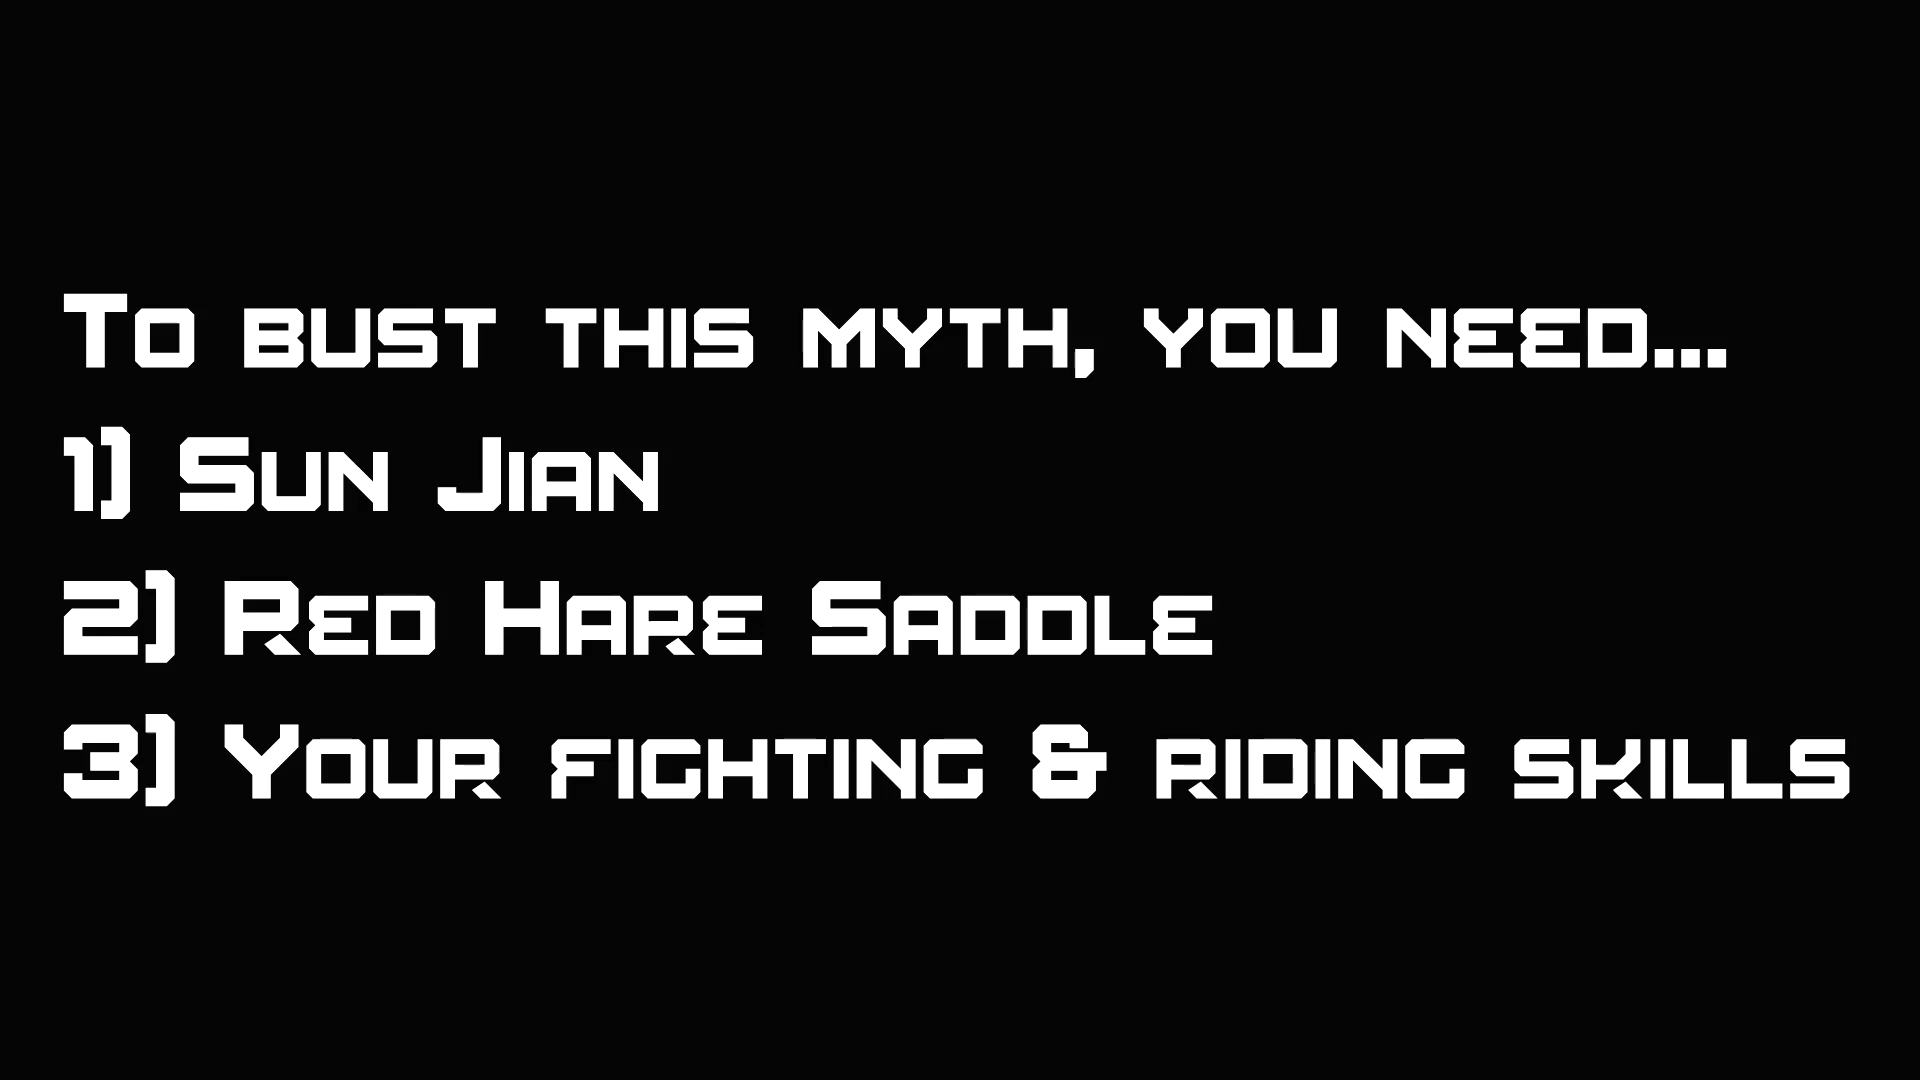 To bust this myth, you need...
1) Sun Jian
2) Red Hare Saddle
3) Your fighting & riding skills